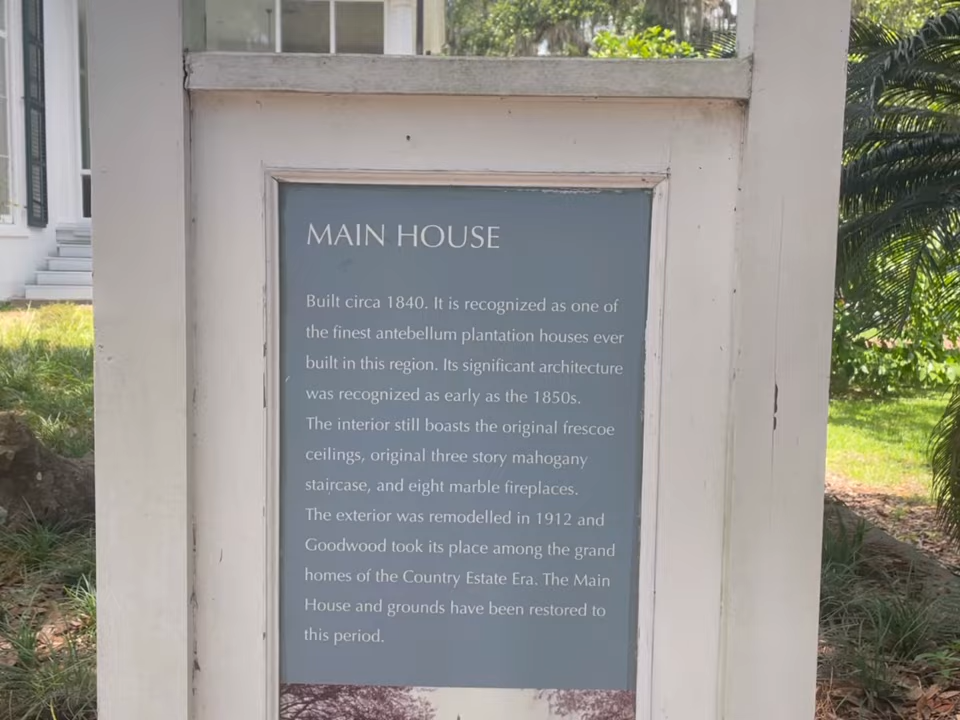 MAIN HOUSE
Built circa 1840. It is recognized as one of
the finest antebellum plantation houses ever
built in this region. Its significant architecture
was recognized as early as the 1850s.
The interior still boasts the original frescoe
ceilings, original three story mahogany
staircase, and eight marble fireplaces.
The exterior was remodelled in 1912 and
Goodwood took its place among the grand
homes of the Country Estate Era. The Main
House and grounds have been restored to
this period.